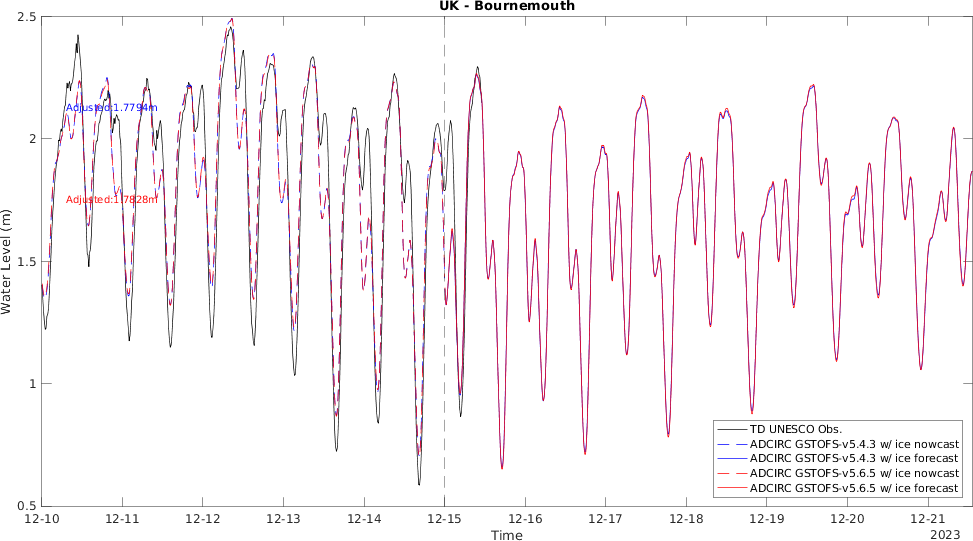 UK - Bournemouth
2.5
2
1.5
1
0.5
Water Level (m)
Adjusted:1.7794m
Adjusted:1.7828m
TD UNESCO Obs.
ADCIRC GSTOFS-v5.4.3 w/ ice nowcast
ADCIRC GSTOFS-v5.4.3 w/ ice forecast
ADCIRC GSTOFS-v5.6.5 w/ ice nowcast
ADCIRC GSTOFS-v5.6.5 w/ ice forecast
12-10 12-11 12-12 12-13 12-14 12-15 12-16 12-17 12-18 12-19 12-20 12-21
Time
2023